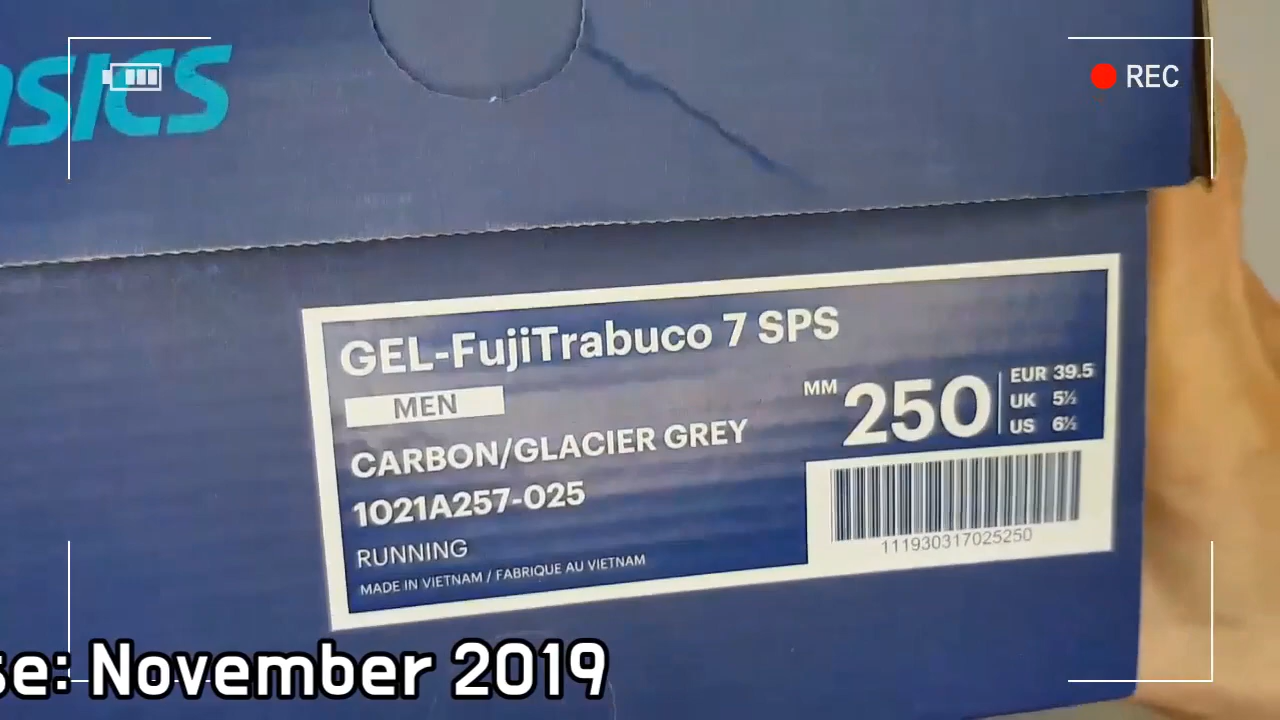 asics
REC
GEL-FujiTrabuco 7 SPS
MEN
CARBON/GLACIER GREY
1021A257-025
RUNNING
MADE IN VIETNAM / FABRIQUE AU VIETNAM
MM 250
EUR 39.5
UK 5½
US 6½
111930317025250
se: November 2019